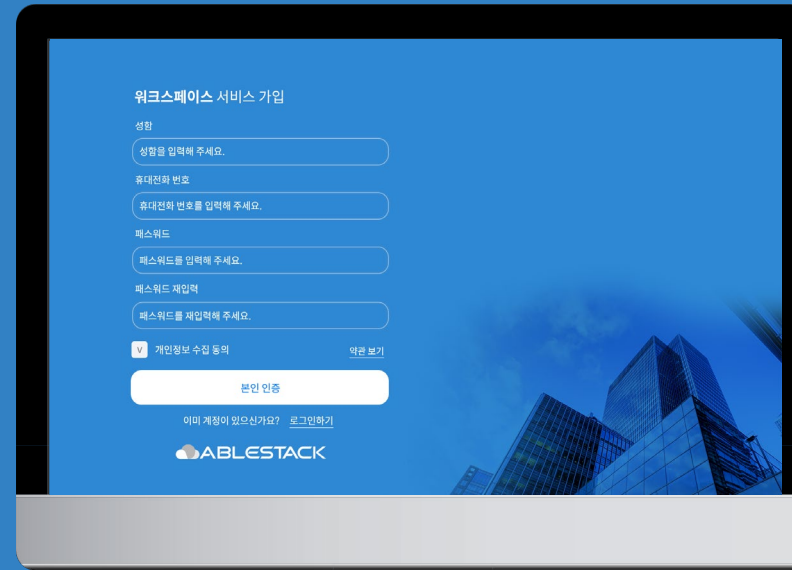 워크스페이스 서비스 가입
성함
성함을 입력해 주세요.
휴대전화 번호
휴대전화 번호를 입력해 주세요.
패스워드
패스워드를 입력해 주세요.
패스워드 재입력
패스워드를 재입력해 주세요.
V 개인정보 수집 동의 약관 보기
본인 인증
이미 계정이 있으신가요? 로그인하기
ABLESTACK